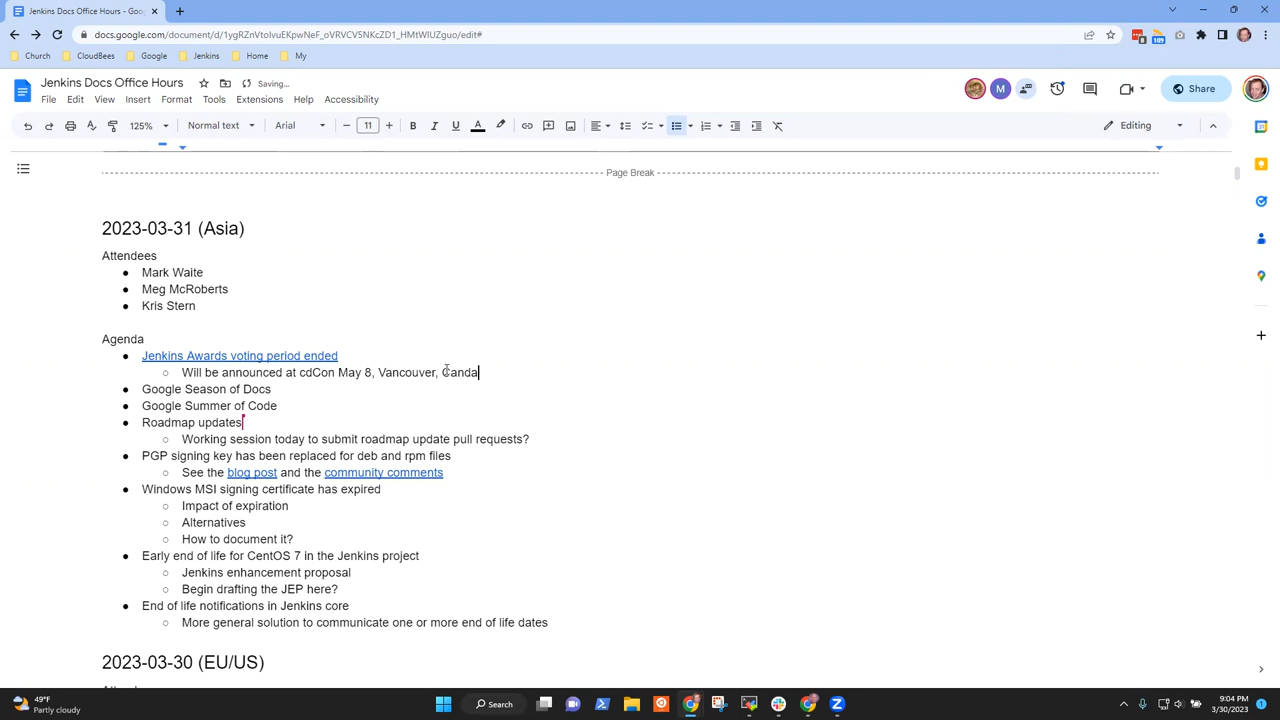 Jenkins Docs Office Hours - G
docs.google.com/document/d/1ygRZnVtoIvuEKpwNeF_oVRVCV5NKcZD1_HMtWIUZguo/edit#
Church
CloudBees
Google
Jenkins
Home
My
Jenkins Docs Office Hours
Saving...
File Edit View Insert Format Tools Extensions Help Accessibility
M
Share
125%
Normal text
Arial
11
B I U A
Editing
Page Break
2023-03-31 (Asia)
Attendees
● Mark Waite
● Meg McRoberts
● Kris Stern
Agenda
● Jenkins Awards voting period ended
○ Will be announced at cdCon May 8, Vancouver, Canda
● Google Season of Docs
● Google Summer of Code
● Roadmap updates
○ Working session today to submit roadmap update pull requests?
● PGP signing key has been replaced for deb and rpm files
○ See the blog post and the community comments
● Windows MSI signing certificate has expired
○ Impact of expiration
○ Alternatives
○ How to document it?
● Early end of life for CentOS 7 in the Jenkins project
○ Jenkins enhancement proposal
○ Begin drafting the JEP here?
● End of life notifications in Jenkins core
○ More general solution to communicate one or more end of life dates
2023-03-30 (EU/US)
49°F
Partly cloudy
Search
9:04 PM
3/30/2023